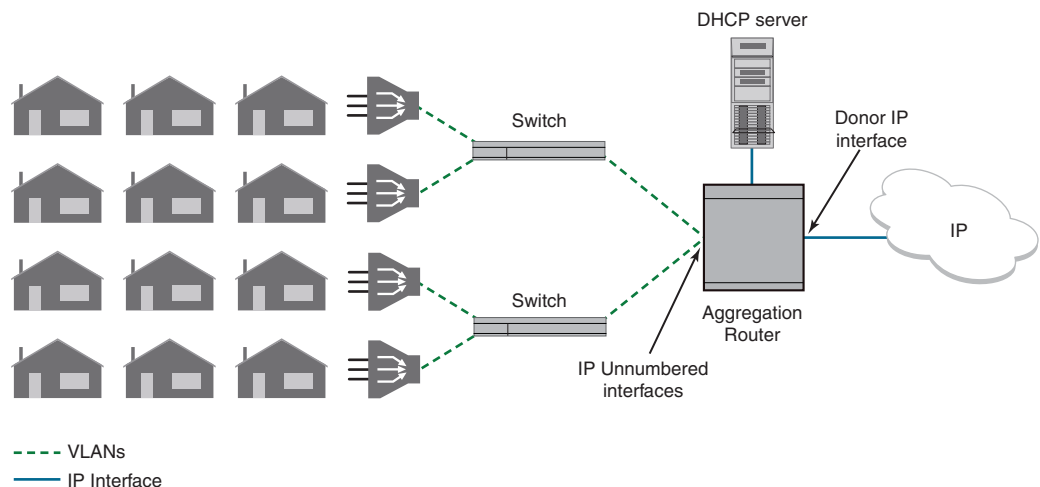 DHCP server
Switch
Donor IP
interface
IP
Switch
Aggregation
Router
IP Unnumbered
interfaces
VLANs
IP Interface